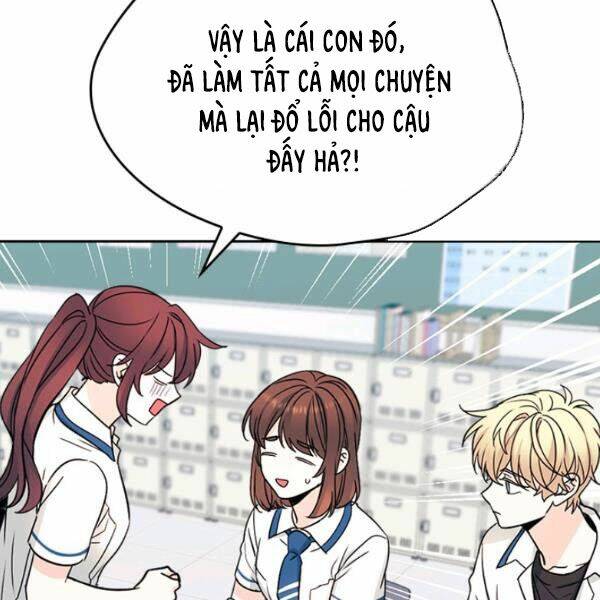 VẬY LÀ CÁI CON ĐÓ,
ĐÃ LÀM TẤT CẢ MỌI CHUYỆN
MÀ LẠI ĐỔ LỖI CHO CẬU
ĐẤY HẢ?!